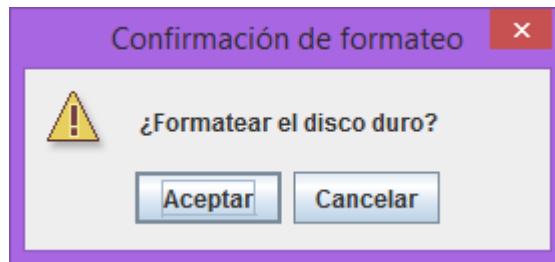 Confirmación de formateo
¿Formatear el disco duro?
Aceptar
Cancelar